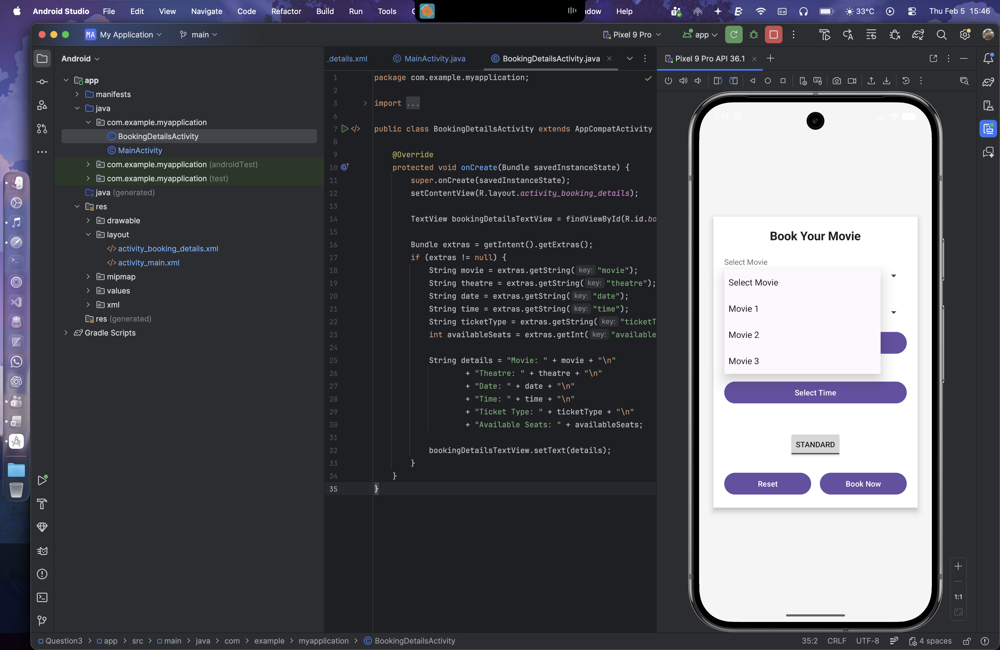 Android Studio File Edit View Navigate Code Refactor Build Run Tools dow Help 33°C Thu Feb 5 15:46
MA My Application main Pixel 9 Pro app
Android
_details.xml MainActivity.java BookingDetailsActivity.java Pixel 9 Pro API 36.1
app
manifests
java
com.example.myapplication
BookingDetailsActivity
MainActivity
com.example.myapplication (androidTest)
com.example.myapplication (test)
java (generated)
res
drawable
layout
activity_booking_details.xml
activity_main.xml
mipmap
values
xml
res (generated)
Gradle Scripts
1 package com.example.myapplication;
2
3 import ...
6
7 public class BookingDetailsActivity extends AppCompatActivity
8
9 @Override
10 protected void onCreate(Bundle savedInstanceState) {
11 super.onCreate(savedInstanceState);
12 setContentView(R.layout.activity_booking_details);
13
14 TextView bookingDetailsTextView = findViewById(R.id.bo
15
16 Bundle extras = getIntent().getExtras();
17 if (extras != null) {
18 String movie = extras.getString( key: "movie");
19 String theatre = extras.getString( key: "theatre");
20 String date = extras.getString( key: "date");
21 String time = extras.getString( key: "time");
22 String ticketType = extras.getString( key: "ticketT
23 int availableSeats = extras.getInt( key: "available
24
25 String details = "Movie: " + movie + "\n"
26 + "Theatre: " + theatre + "\n"
27 + "Date: " + date + "\n"
28 + "Time: " + time + "\n"
29 + "Ticket Type: " + ticketType + "\n"
30 + "Available Seats: " + availableSeats;
31
32 bookingDetailsTextView.setText(details);
33 }
34 }
35 }
3:46
Book Your Movie
Select Movie
Select Movie
Movie 1
Movie 2
Movie 3
Select Time
STANDARD
Reset Book Now
1:1
Question3 > app > src > main > java > com > example > myapplication > BookingDetailsActivity 35:2 CRLF UTF-8 4 spaces